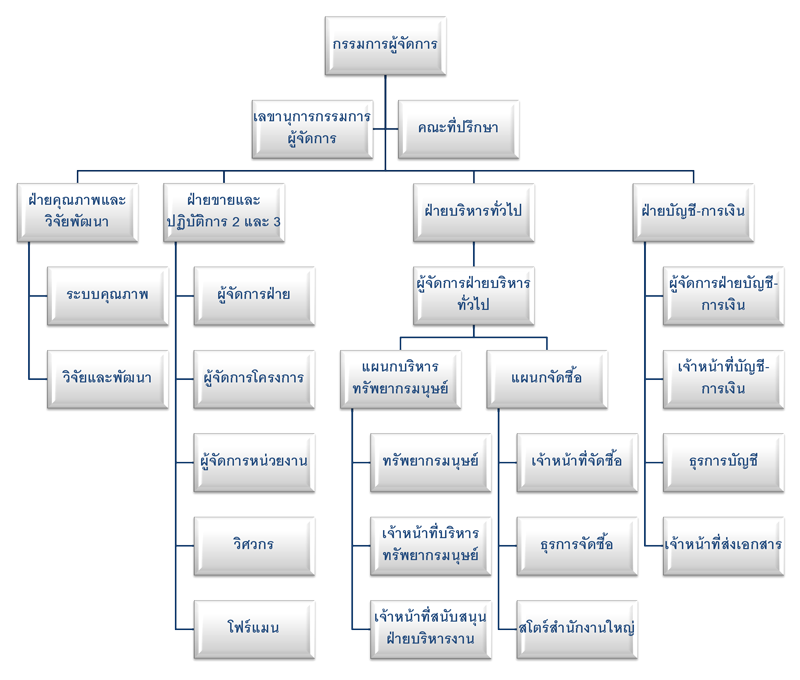 กรรมการผู้จัดการ
เลขานุการกรรมการ
ผู้จัดการ
คณะที่ปรึกษา
ฝ่ายคุณภาพและ
วิจัยพัฒนา
ฝ่ายขายและ
ปฏิบัติการ 2 และ 3
ฝ่ายบริหารทั่วไป
ฝ่ายบัญชี-การเงิน
ระบบคุณภาพ
ผู้จัดการฝ่าย
ผู้จัดการฝ่ายบริหาร
ทั่วไป
ผู้จัดการฝ่ายบัญชี-
การเงิน
วิจัยและพัฒนา
ผู้จัดการโครงการ
แผนกบริหาร
ทรัพยากรมนุษย์
แผนกจัดซื้อ
เจ้าหน้าที่บัญชี-
การเงิน
ผู้จัดการหน่วยงาน
ทรัพยากรมนุษย์
เจ้าหน้าที่จัดซื้อ
ธุรการบัญชี
วิศวกร
เจ้าหน้าที่บริหาร
ทรัพยากรมนุษย์
ธุรการจัดซื้อ
เจ้าหน้าที่ส่งเอกสาร
โฟร์แมน
เจ้าหน้าที่สนับสนุน
ฝ่ายบริหารงาน
สโตร์สำนักงานใหญ่